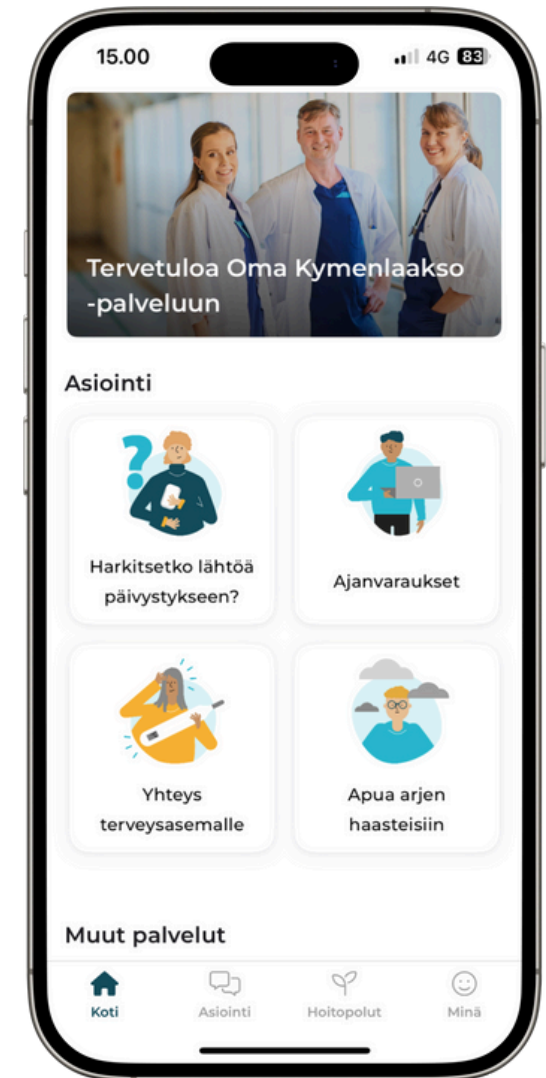 15.00
4G 83
Tervetuloa Oma Kymenlaakso
-palveluun
Asiointi
?
Harkitsetko lähtöä
päivystykseen?
Ajanvaraukset
Yhteys
terveysasemalle
Apua arjen
haasteisiin
Muut palvelut
Koti
Asiointi
Hoitopolut
Minä